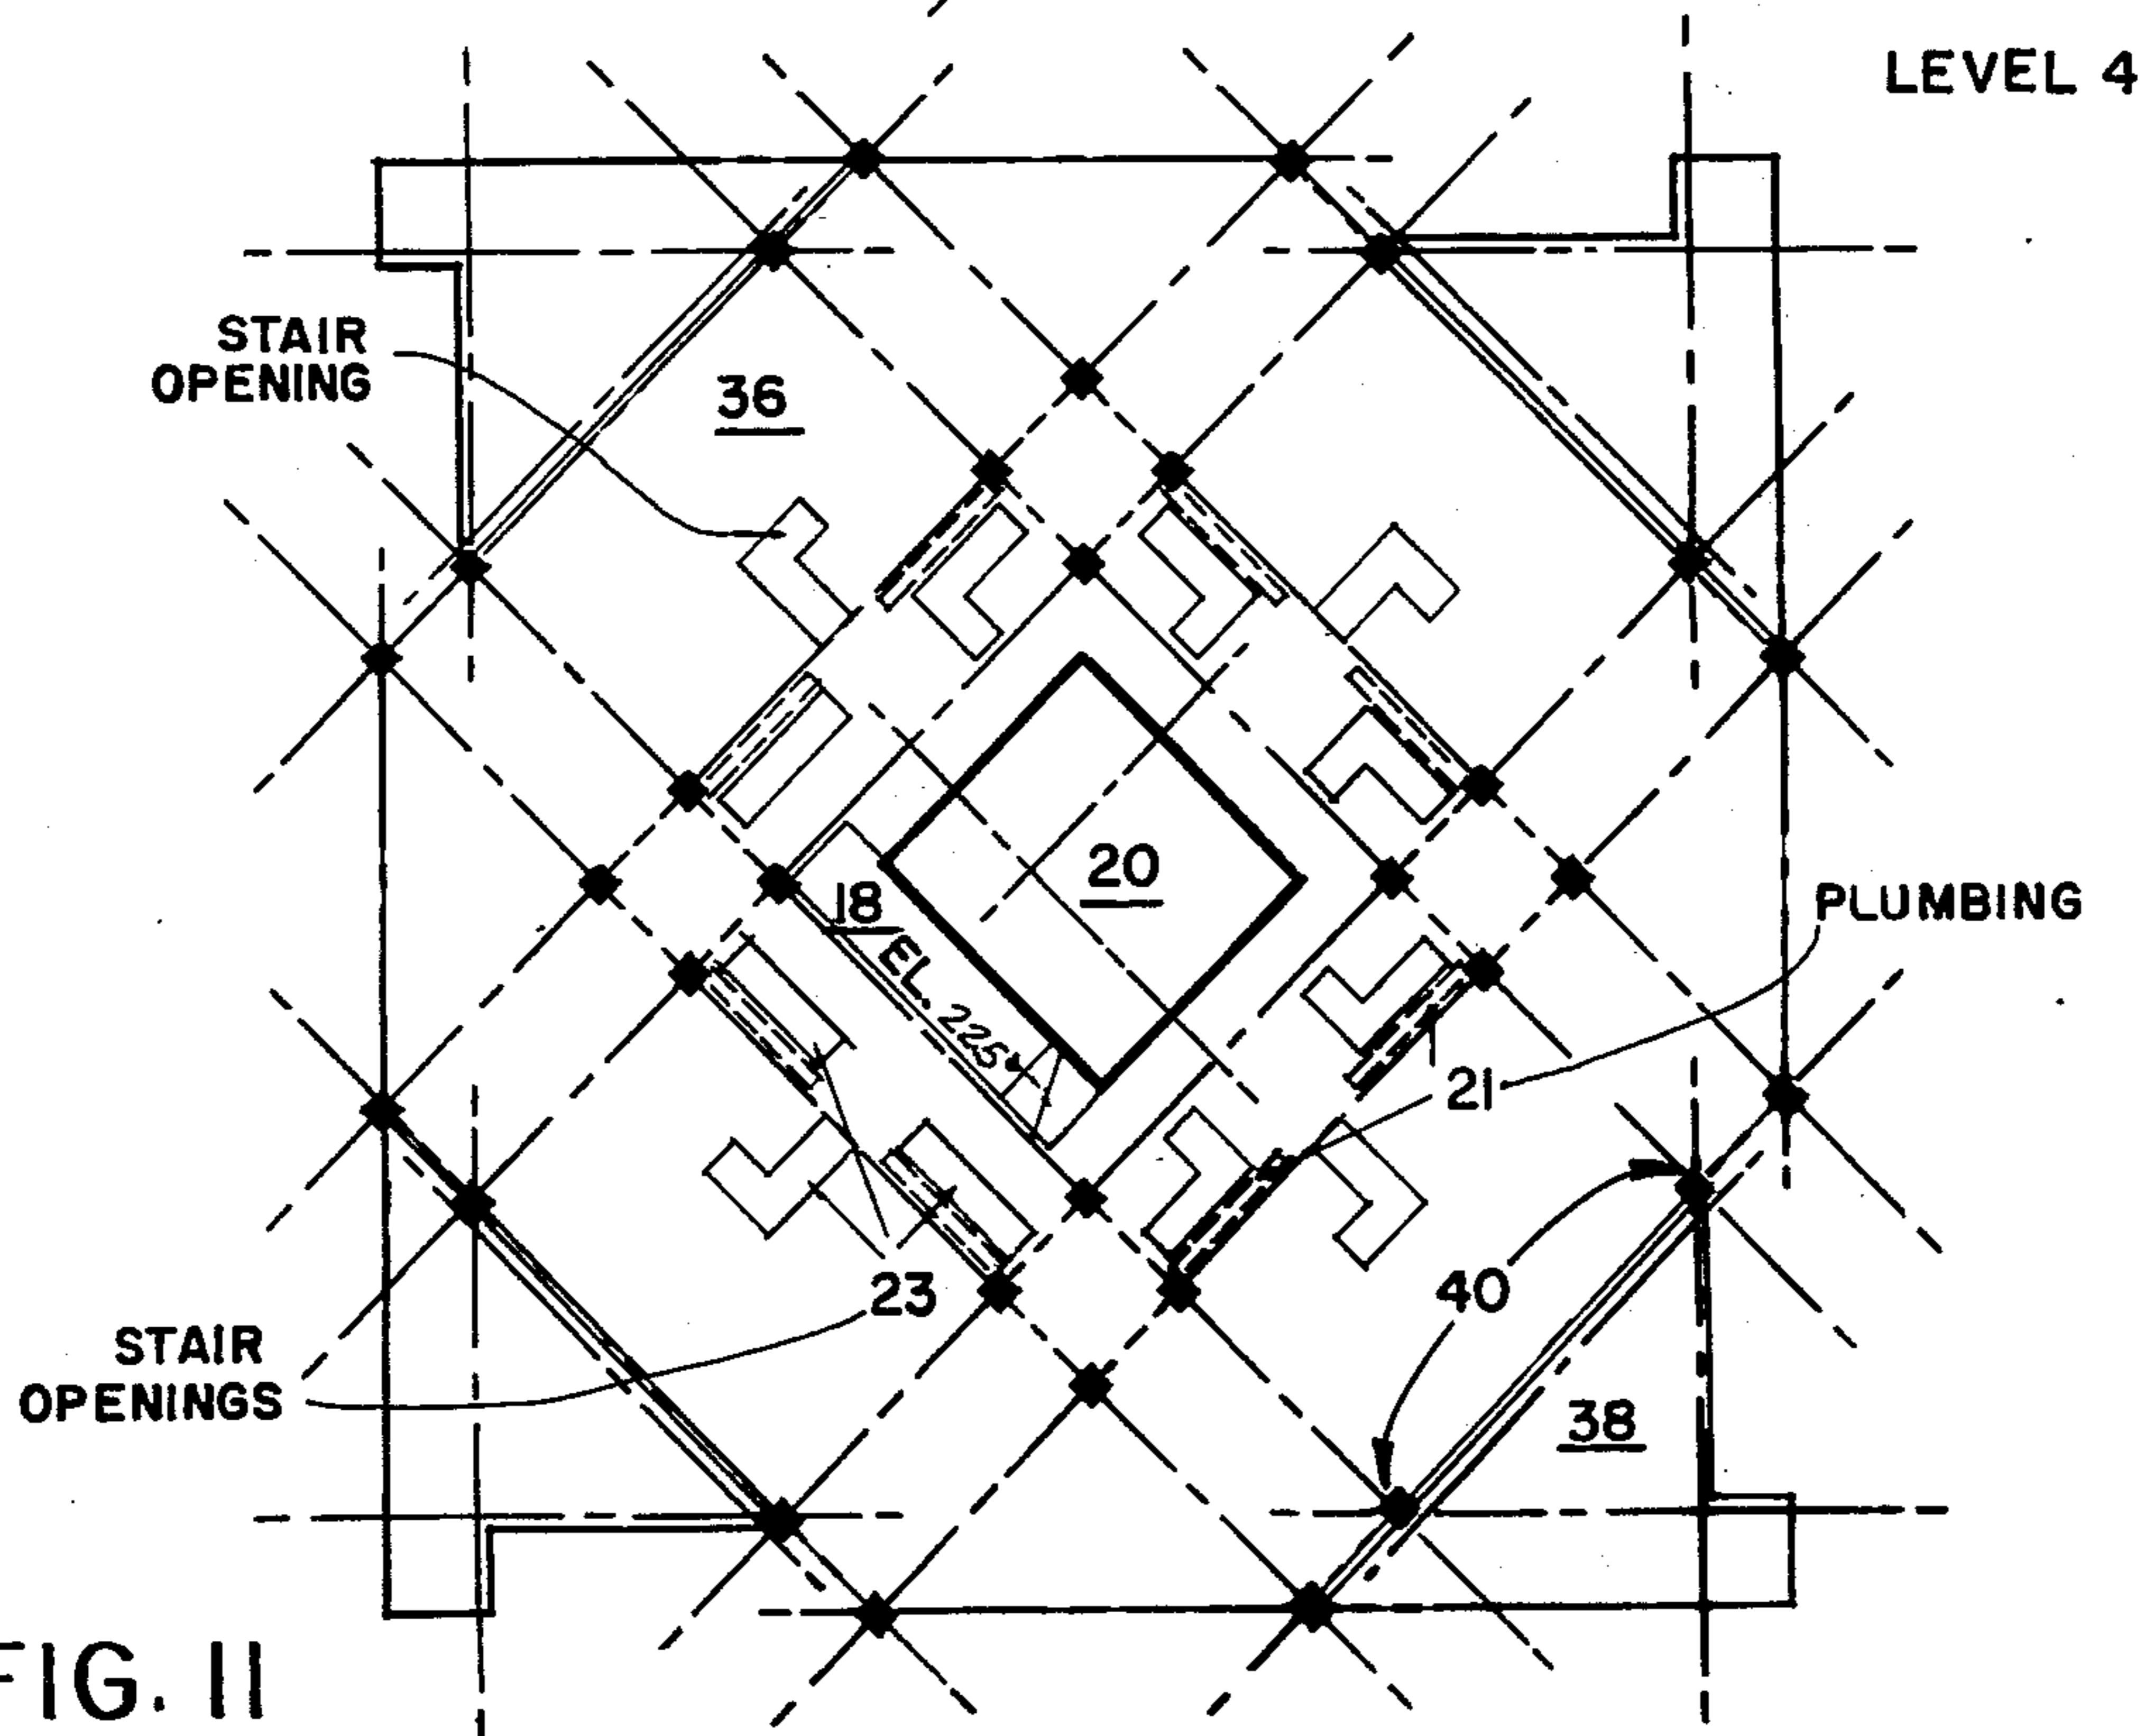 LEVEL 4
STAIR
OPENING
36
20
18
PLUMBING
EL. 225'
21
23
40
STAIR
OPENINGS
38
FIG. 11